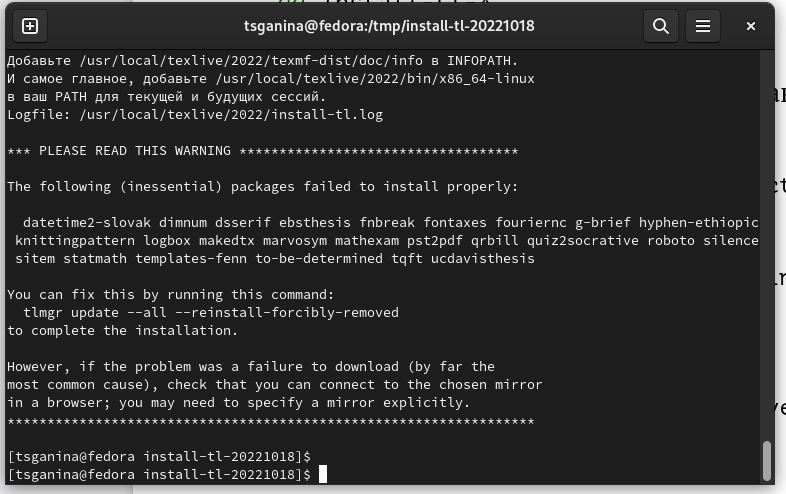 tsganina@fedora:/tmp/install-tl-20221018
Добавьте /usr/local/texlive/2022/texmf-dist/doc/info в INFOPATH.
И самое главное, добавьте /usr/local/texlive/2022/bin/x86_64-linux
в ваш PATH для текущей и будущих сессий.
Logfile: /usr/local/texlive/2022/install-tl.log
*** PLEASE READ THIS WARNING ***********************************
The following (inessential) packages failed to install properly:
datetime2-slovak dimnum dsserif ebsthesis fnbreak fontaxes fouriernc g-brief hyphen-ethiopic
knittingpattern logbox makedtx marvosym mathexam pst2pdf qrbill quiz2socrative roboto silence
sitem statmath templates-fenn to-be-determined tqft ucdavisthesis
You can fix this by running this command:
tlmgr update --all --reinstall-forcibly-removed
to complete the installation.
However, if the problem was a failure to download (by far the
most common cause), check that you can connect to the chosen mirror
in a browser; you may need to specify a mirror explicitly.
******************************************************************
[tsganina@fedora install-tl-20221018]$
[tsganina@fedora install-tl-20221018]$